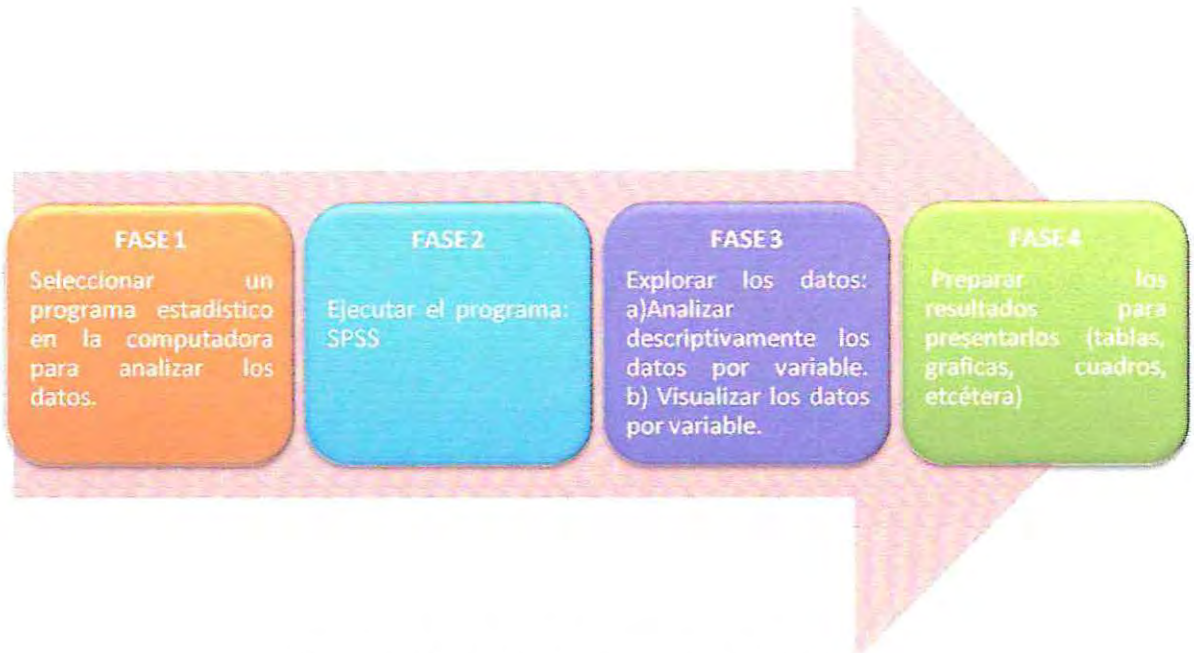 FASE 1
Seleccionar un
programa estadístico
en la computadora
para analizar los
datos.
FASE 2
Ejecutar el programa:
SPSS
FASE 3
Explorar los datos:
a)Analizar
descriptivamente los
datos por variable.
b) Visualizar los datos
por variable.
FASE 4
Preparar los
resultados para
presentarlos (tablas,
graficas, cuadros,
etcétera)